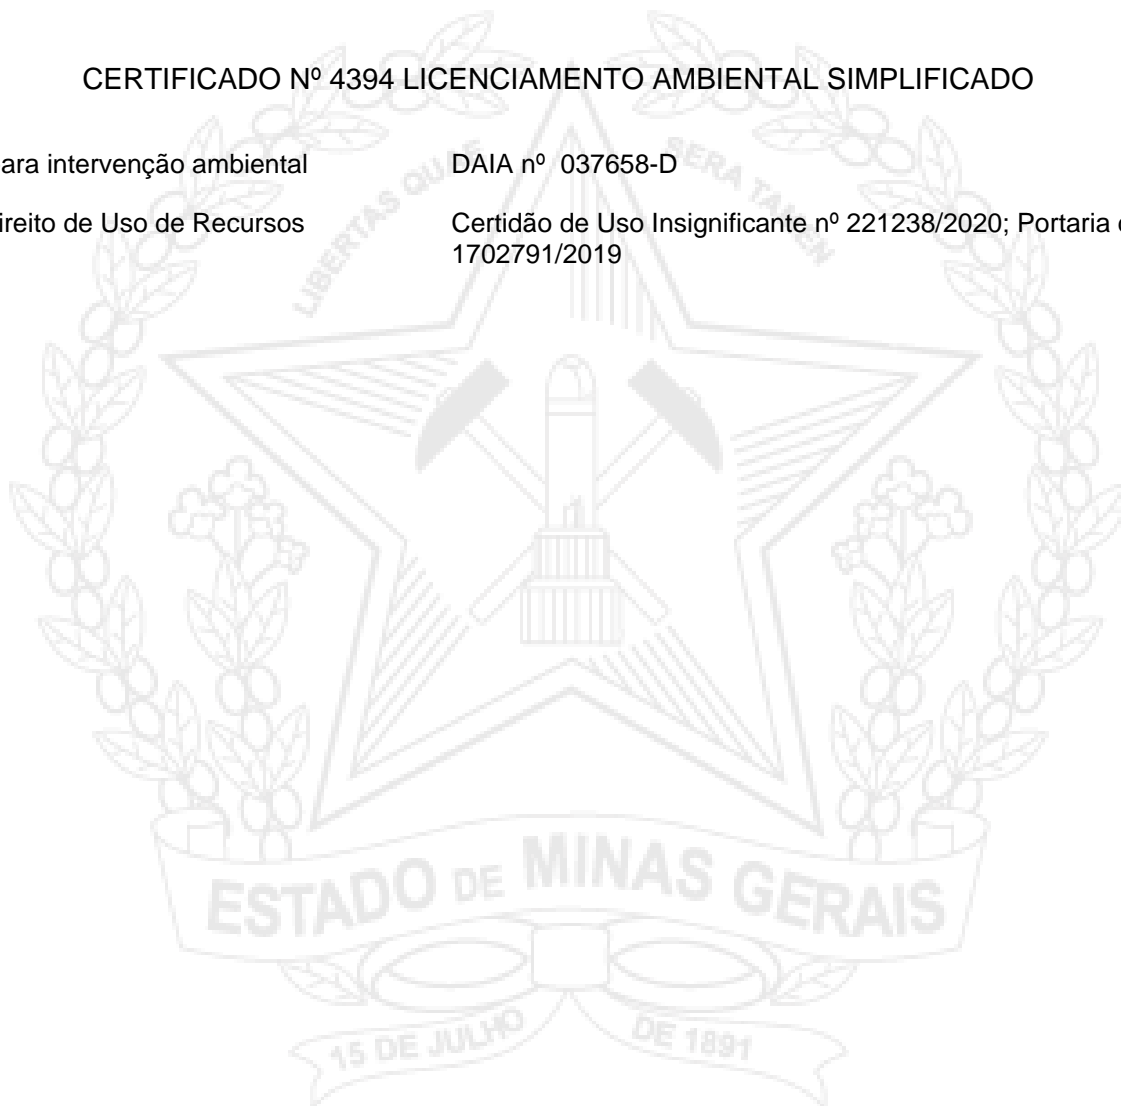 CERTIFICADO Nº 4394 LICENCIAMENTO AMBIENTAL SIMPLIFICADO
ara intervenção ambiental DAIA nº 037658-D
ireito de Uso de Recursos Certidão de Uso Insignificante nº 221238/2020; Portaria
1702791/2019
LIBERTAS QUÆ SERA TAMEN
ESTADO DE MINAS GERAIS
15 DE JULHO DE 1891